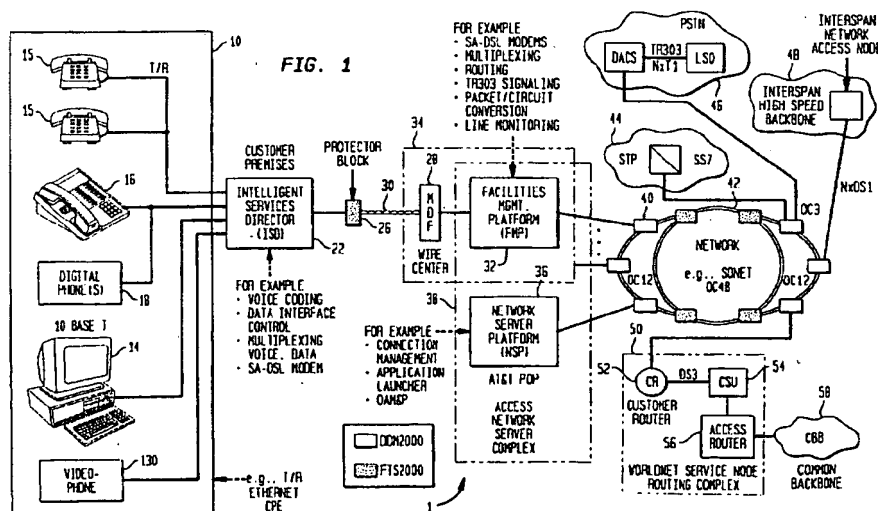 FIG. 1
10
15
T/R
15
16
DIGITAL
PHONE(S)
18
10 BASE T
14
VIDEO-
PHONE
130
e.g., T/R
ETHERNET
CPE
CUSTOMER
PREMISES
INTELLIGENT
SERVICES
DIRECTOR
(ISD)
22
FOR EXAMPLE
• VOICE CODING
• DATA INTERFACE
CONTROL
• MULTIPLEXING
VOICE, DATA
• SA-DSL MODEM
PROTECTOR
BLOCK
26
30
FOR EXAMPLE
• SA-DSL MODEMS
• MULTIPLEXING
• ROUTING
• TR303 SIGNALING
• PACKET/CIRCUIT
CONVERSION
• LINE MONITORING
34
28
MDF
WIRE
CENTER
FACILITIES
MGMT.
PLATFORM
(FMP)
32
36
38
NETWORK
SERVER
PLATFORM
(NSP)
AT&T POP
FOR EXAMPLE
• CONNECTION
MANAGEMENT
• APPLICATION
LAUNCHER
• OAM&P
ACCESS
NETWORK
SERVER
COMPLEX
DDM2000
FTS2000
1
PSTN
DACS
TR303
NxT1
LSO
46
INTERSPAN
NETWORK
ACCESS NODE
48
INTERSPAN
HIGH SPEED
BACKBONE
NxDS1
44
STP
SS7
40
42
OC3
OC12
OC12
NETWORK
e.g., SONET
OC48
50
52
CR
DS3
CSU
54
CUSTOMER
ROUTER
56
ACCESS
ROUTER
58
CBB
COMMON
BACKBONE
WORLDNET SERVICE NODE
ROUTING COMPLEX